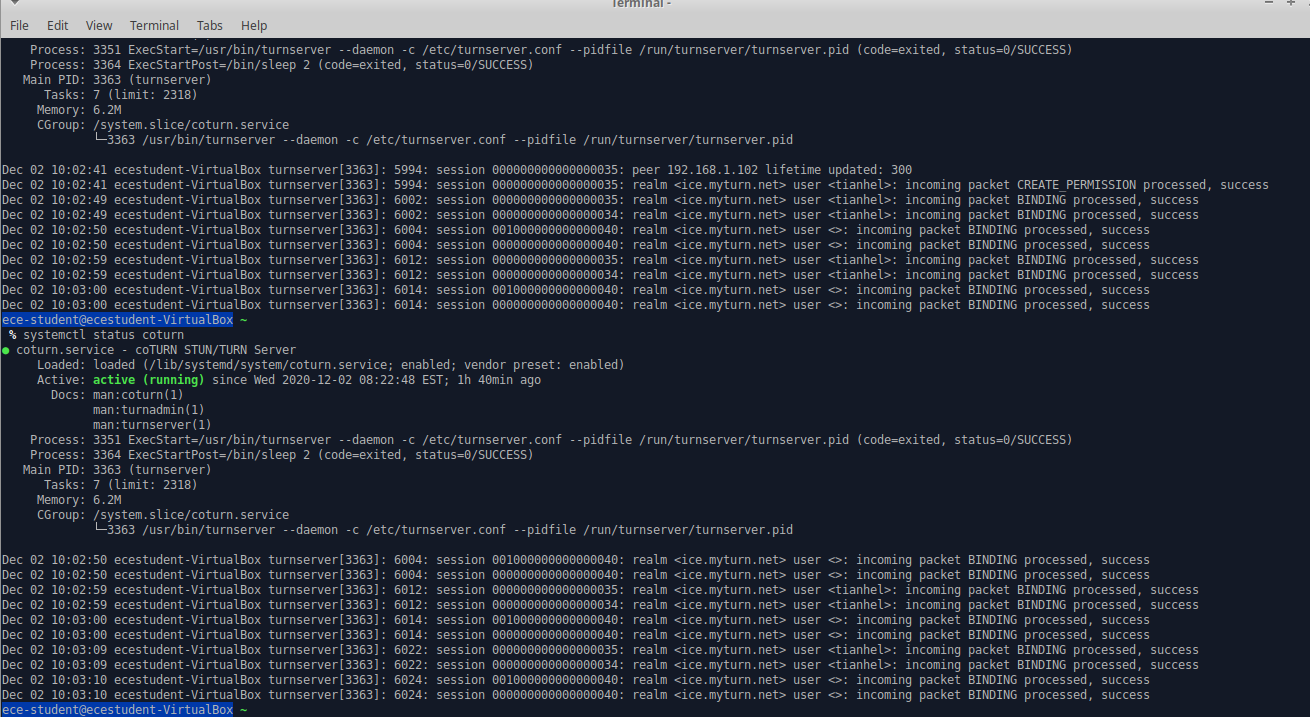 Terminal -
File Edit View Terminal Tabs Help
Process: 3351 ExecStart=/usr/bin/turnserver --daemon -c /etc/turnserver.conf --pidfile /run/turnserver/turnserver.pid (code=exited, status=0/SUCCESS)
Process: 3364 ExecStartPost=/bin/sleep 2 (code=exited, status=0/SUCCESS)
Main PID: 3363 (turnserver)
Tasks: 7 (limit: 2318)
Memory: 6.2M
CGroup: /system.slice/coturn.service
└─3363 /usr/bin/turnserver --daemon -c /etc/turnserver.conf --pidfile /run/turnserver/turnserver.pid
Dec 02 10:02:41 ecestudent-VirtualBox turnserver[3363]: 5994: session 000000000000000035: peer 192.168.1.102 lifetime updated: 300
Dec 02 10:02:41 ecestudent-VirtualBox turnserver[3363]: 5994: session 000000000000000035: realm <ice.myturn.net> user <tianhel>: incoming packet CREATE_PERMISSION processed, success
Dec 02 10:02:49 ecestudent-VirtualBox turnserver[3363]: 6002: session 000000000000000035: realm <ice.myturn.net> user <tianhel>: incoming packet BINDING processed, success
Dec 02 10:02:49 ecestudent-VirtualBox turnserver[3363]: 6002: session 000000000000000034: realm <ice.myturn.net> user <tianhel>: incoming packet BINDING processed, success
Dec 02 10:02:50 ecestudent-VirtualBox turnserver[3363]: 6004: session 001000000000000040: realm <ice.myturn.net> user <>: incoming packet BINDING processed, success
Dec 02 10:02:50 ecestudent-VirtualBox turnserver[3363]: 6004: session 000000000000000040: realm <ice.myturn.net> user <>: incoming packet BINDING processed, success
Dec 02 10:02:59 ecestudent-VirtualBox turnserver[3363]: 6012: session 000000000000000035: realm <ice.myturn.net> user <tianhel>: incoming packet BINDING processed, success
Dec 02 10:02:59 ecestudent-VirtualBox turnserver[3363]: 6012: session 000000000000000034: realm <ice.myturn.net> user <tianhel>: incoming packet BINDING processed, success
Dec 02 10:03:00 ecestudent-VirtualBox turnserver[3363]: 6014: session 001000000000000040: realm <ice.myturn.net> user <>: incoming packet BINDING processed, success
Dec 02 10:03:00 ecestudent-VirtualBox turnserver[3363]: 6014: session 000000000000000040: realm <ice.myturn.net> user <>: incoming packet BINDING processed, success
ece-student@ecestudent-VirtualBox ~
% systemctl status coturn
● coturn.service - coTURN STUN/TURN Server
Loaded: loaded (/lib/systemd/system/coturn.service; enabled; vendor preset: enabled)
Active: active (running) since Wed 2020-12-02 08:22:48 EST; 1h 40min ago
Docs: man:coturn(1)
man:turnadmin(1)
man:turnserver(1)
Process: 3351 ExecStart=/usr/bin/turnserver --daemon -c /etc/turnserver.conf --pidfile /run/turnserver/turnserver.pid (code=exited, status=0/SUCCESS)
Process: 3364 ExecStartPost=/bin/sleep 2 (code=exited, status=0/SUCCESS)
Main PID: 3363 (turnserver)
Tasks: 7 (limit: 2318)
Memory: 6.2M
CGroup: /system.slice/coturn.service
└─3363 /usr/bin/turnserver --daemon -c /etc/turnserver.conf --pidfile /run/turnserver/turnserver.pid
Dec 02 10:02:50 ecestudent-VirtualBox turnserver[3363]: 6004: session 001000000000000040: realm <ice.myturn.net> user <>: incoming packet BINDING processed, success
Dec 02 10:02:50 ecestudent-VirtualBox turnserver[3363]: 6004: session 000000000000000040: realm <ice.myturn.net> user <>: incoming packet BINDING processed, success
Dec 02 10:02:59 ecestudent-VirtualBox turnserver[3363]: 6012: session 000000000000000035: realm <ice.myturn.net> user <tianhel>: incoming packet BINDING processed, success
Dec 02 10:02:59 ecestudent-VirtualBox turnserver[3363]: 6012: session 000000000000000034: realm <ice.myturn.net> user <tianhel>: incoming packet BINDING processed, success
Dec 02 10:03:00 ecestudent-VirtualBox turnserver[3363]: 6014: session 001000000000000040: realm <ice.myturn.net> user <>: incoming packet BINDING processed, success
Dec 02 10:03:00 ecestudent-VirtualBox turnserver[3363]: 6014: session 000000000000000040: realm <ice.myturn.net> user <>: incoming packet BINDING processed, success
Dec 02 10:03:09 ecestudent-VirtualBox turnserver[3363]: 6022: session 000000000000000035: realm <ice.myturn.net> user <tianhel>: incoming packet BINDING processed, success
Dec 02 10:03:09 ecestudent-VirtualBox turnserver[3363]: 6022: session 000000000000000034: realm <ice.myturn.net> user <tianhel>: incoming packet BINDING processed, success
Dec 02 10:03:10 ecestudent-VirtualBox turnserver[3363]: 6024: session 001000000000000040: realm <ice.myturn.net> user <>: incoming packet BINDING processed, success
Dec 02 10:03:10 ecestudent-VirtualBox turnserver[3363]: 6024: session 000000000000000040: realm <ice.myturn.net> user <>: incoming packet BINDING processed, success
ece-student@ecestudent-VirtualBox ~